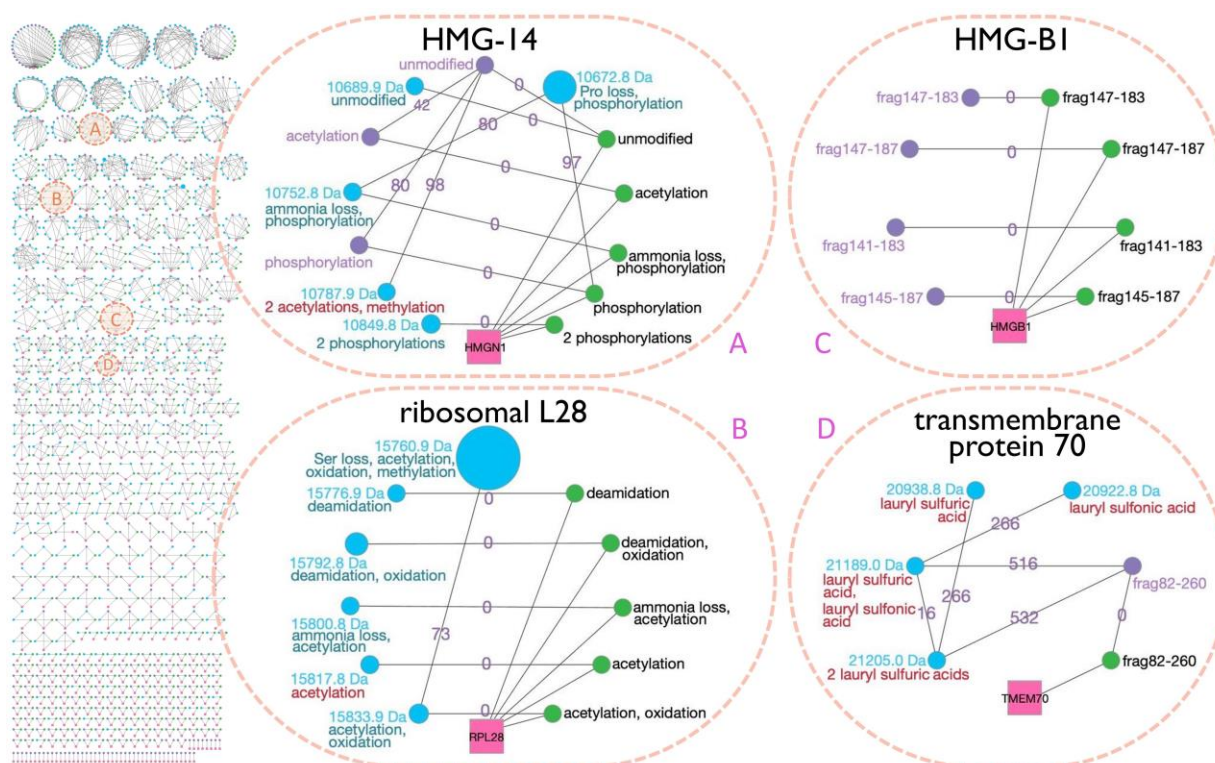 A
B
C
D
HMG-14
unmodified
10689.9 Da
unmodified
42
0
10672.8 Da
Pro loss,
phosphorylation
acetylation
80
0
97
unmodified
10752.8 Da
ammonia loss,
phosphorylation
80
98
0
acetylation
0
phosphorylation
ammonia loss,
phosphorylation
10787.9 Da
2 acetylations, methylation
0
phosphorylation
10849.8 Da
2 phosphorylations
0
HMGN1
2 phosphorylations
A
HMG-B1
frag147-183
0
frag147-183
frag147-187
0
frag147-187
frag141-183
0
frag141-183
frag145-187
0
frag145-187
HMGB1
C
ribosomal L28
B
15760.9 Da
Ser loss, acetylation,
oxidation, methylation
15776.9 Da
deamidation
0
deamidation
15792.8 Da
deamidation, oxidation
0
deamidation,
oxidation
15800.8 Da
ammonia loss,
acetylation
73
0
ammonia loss,
acetylation
15817.8 Da
acetylation
0
acetylation
15833.9 Da
acetylation,
oxidation
0
RPL28
acetylation, oxidation
D
transmembrane
protein 70
20938.8 Da
lauryl sulfuric
acid
266
20922.8 Da
lauryl sulfonic acid
21189.0 Da
lauryl sulfuric
acid,
lauryl sulfonic
acid
516
frag82-260
16
266
532
0
21205.0 Da
2 lauryl sulfuric acids
frag82-260
TMEM70